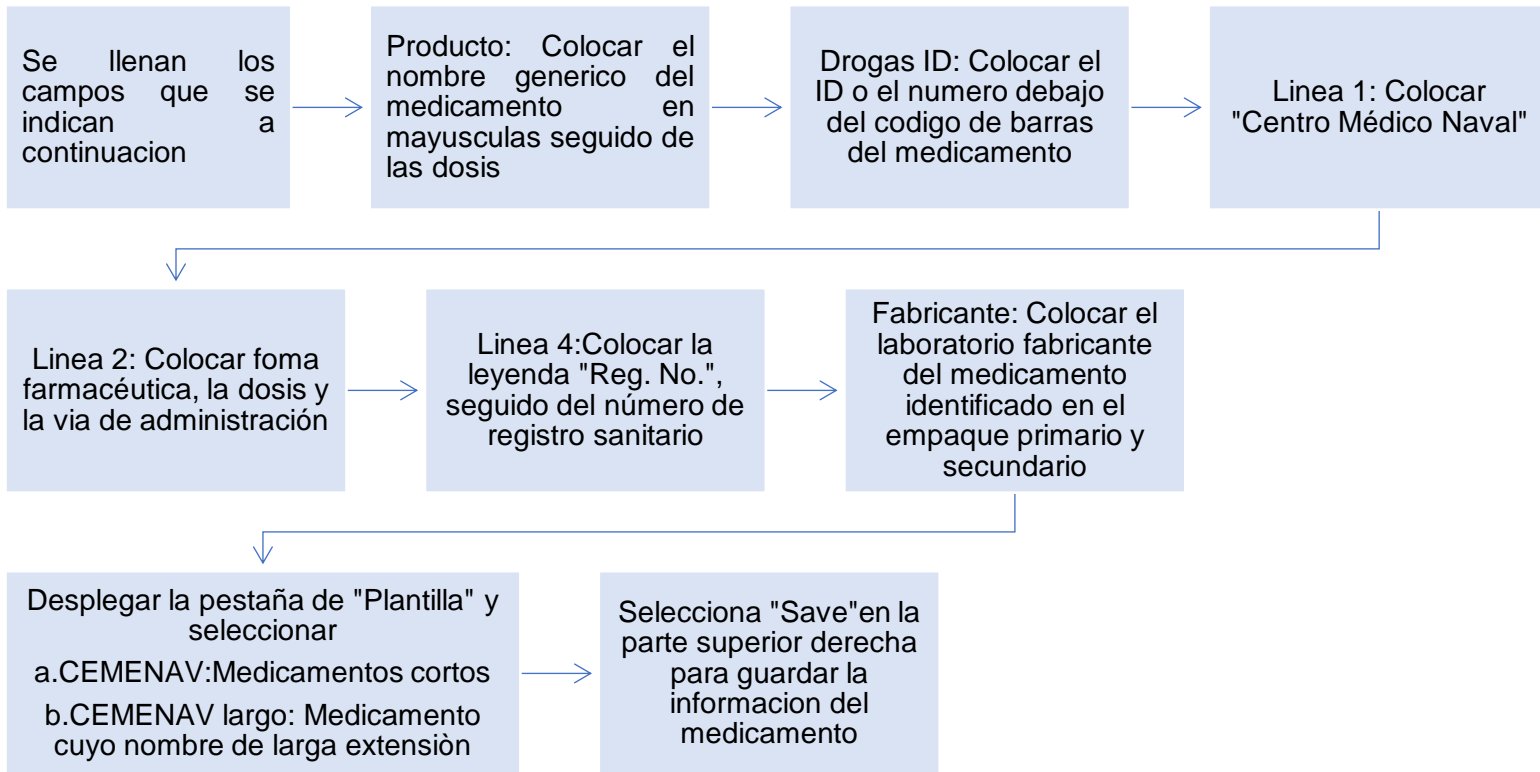 Se llenan los
campos que se
indican a
continuacion
Producto: Colocar el
nombre generico del
medicamento en
mayusculas seguido de
las dosis
Drogas ID: Colocar el
ID o el numero debajo
del codigo de barras
del medicamento
Linea 1: Colocar
"Centro Médico Naval"
Linea 2: Colocar foma
farmacéutica, la dosis y
la via de administración
Linea 4:Colocar la
leyenda "Reg. No.",
seguido del número de
registro sanitario
Fabricante: Colocar el
laboratorio fabricante
del medicamento
identificado en el
empaque primario y
secundario
Desplegar la pestaña de "Plantilla" y
seleccionar
a.CEMENAV:Medicamentos cortos
b.CEMENAV largo: Medicamento
cuyo nombre de larga extensiòn
Selecciona "Save"en la
parte superior derecha
para guardar la
informacion del
medicamento